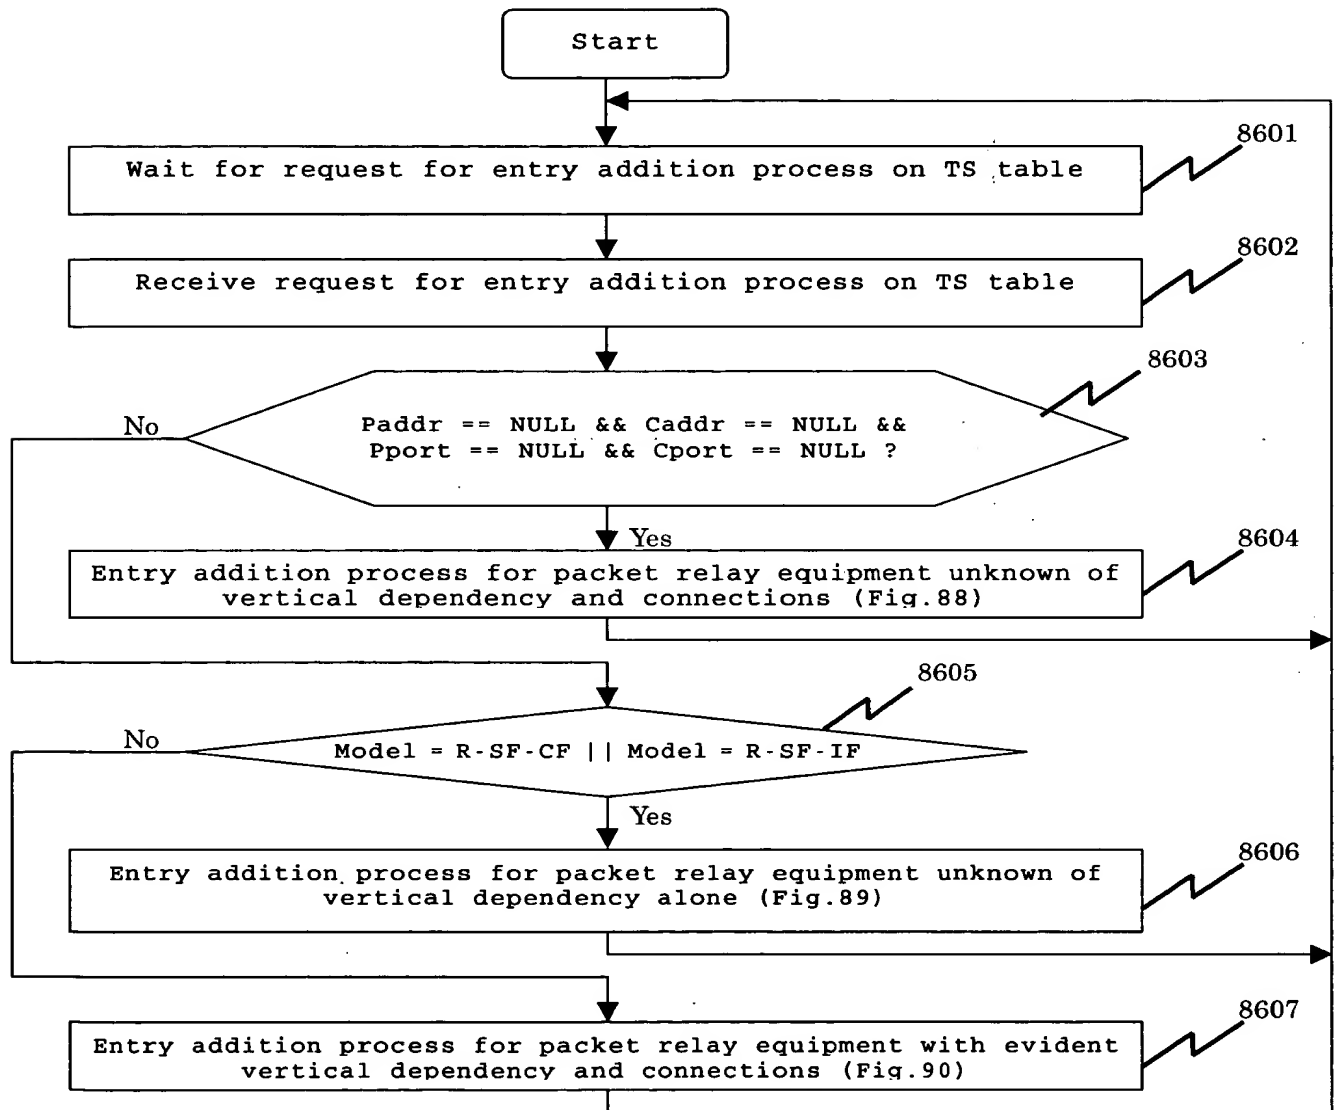 Start
8601
Wait for request for entry addition process on TS table
8602
Receive request for entry addition process on TS table
8603
No
Paddr == NULL && Caddr == NULL &&
Pport == NULL && Cport == NULL ?
Yes
8604
Entry addition process for packet relay equipment unknown of
vertical dependency and connections (Fig.88)
8605
No
Model = R-SF-CF || Model = R-SF-IF
Yes
8606
Entry addition process for packet relay equipment unknown of
vertical dependency alone (Fig.89)
8607
Entry addition process for packet relay equipment with evident
vertical dependency and connections (Fig.90)